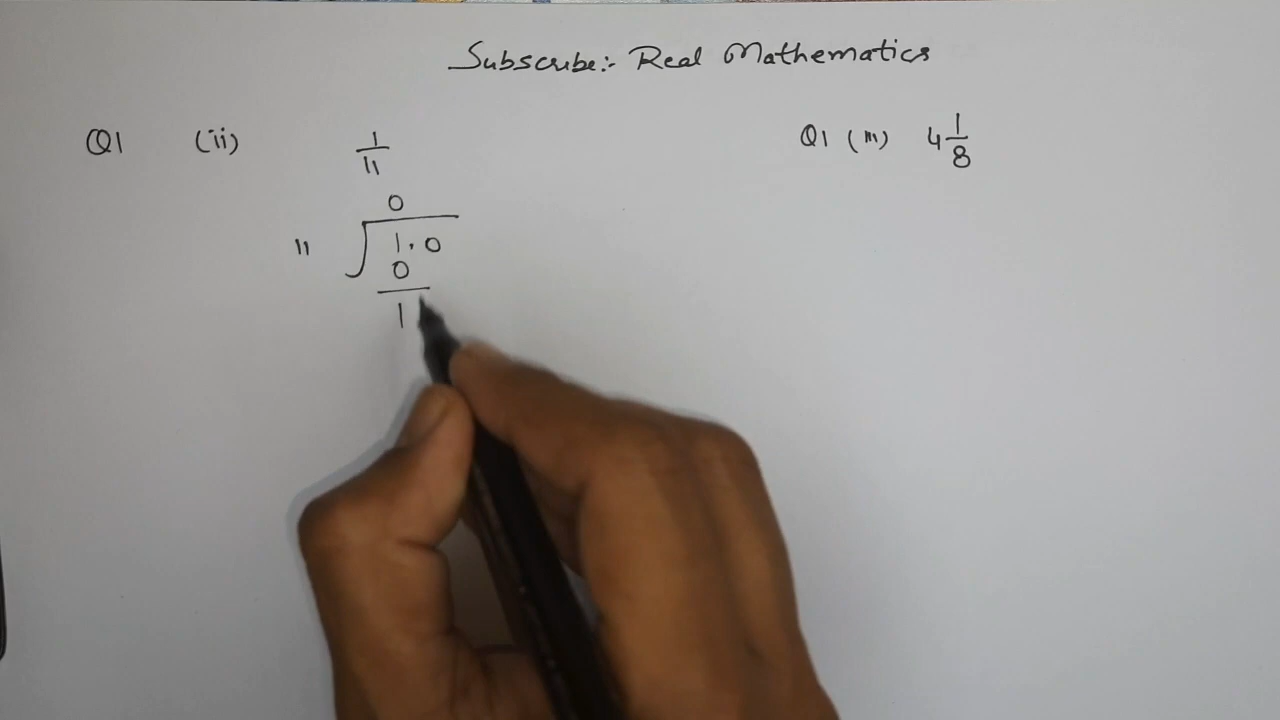 Subscribe:- Real Mathematics
Q1 (ii) 1/11
Q1 (iii) 4 1/8
0
11 1.0
0
1